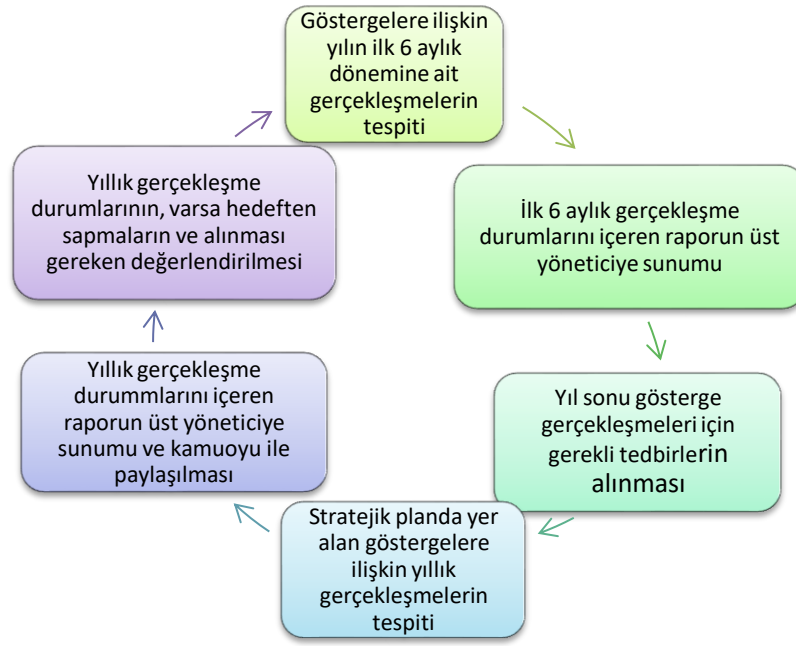 Göstergelere ilişkin
yılın ilk 6 aylık
dönemine ait
gerçekleşmelerin
tespiti
İlk 6 aylık gerçekleşme
durumlarını içeren raporun üst
yöneticiye sunumu
Yıl sonu gösterge
gerçekleşmeleri için
gerekli tedbirlerin
alınması
Stratejik planda yer
alan göstergelere
ilişkin yıllık
gerçekleşmelerin
tespiti
Yıllık gerçekleşme
durummlarını içeren
raporun üst yöneticiye
sunumu ve kamuoyu ile
paylaşılması
Yıllık gerçekleşme
durumlarının, varsa hedeften
sapmaların ve alınması
gereken değerlendirilmesi